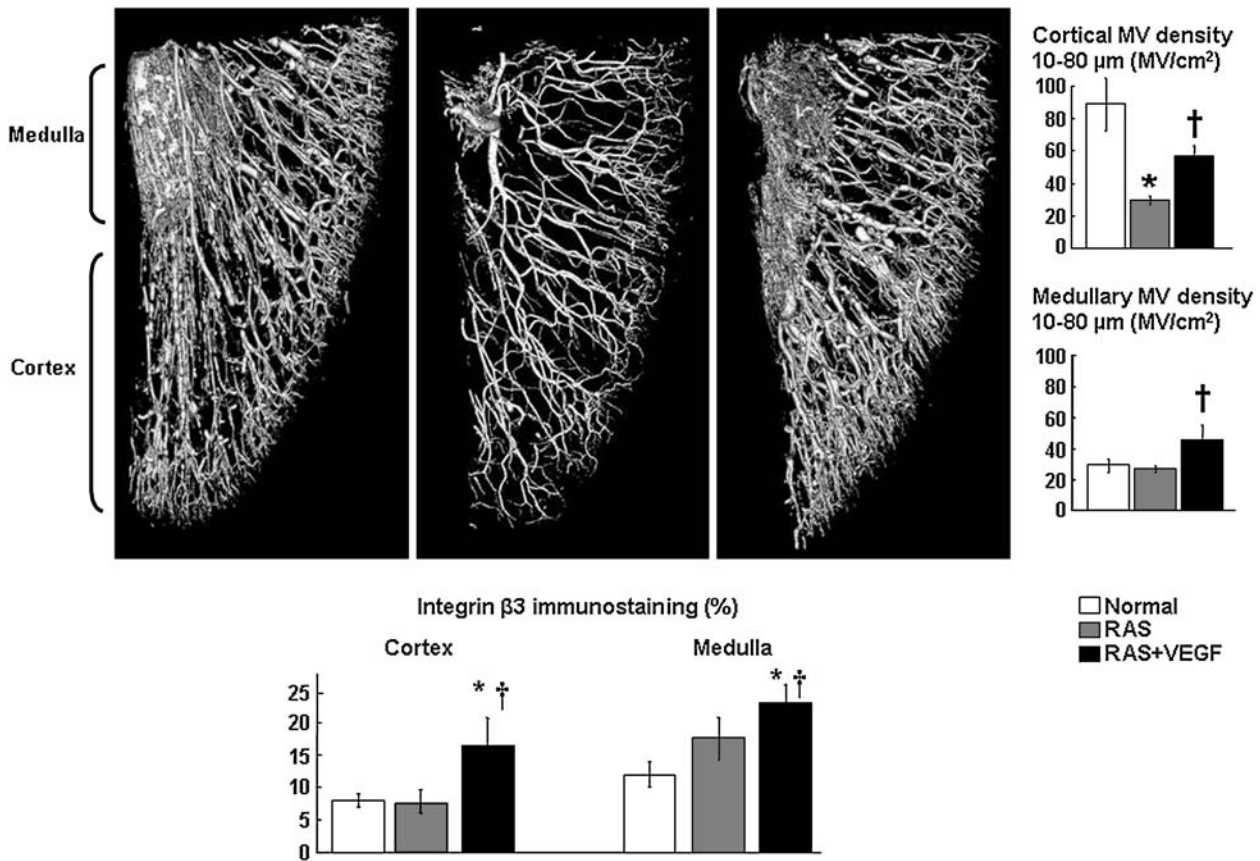 Medulla
Cortex
Cortical MV density
10-80 µm (MV/cm²)
100
80
60
40
20
0
*
†
Medullary MV density
10-80 µm (MV/cm²)
100
80
60
40
20
0
†
Integrin β3 immunostaining (%)
Cortex
Medulla
25
20
15
10
5
0
* †
* †
Normal
RAS
RAS+VEGF